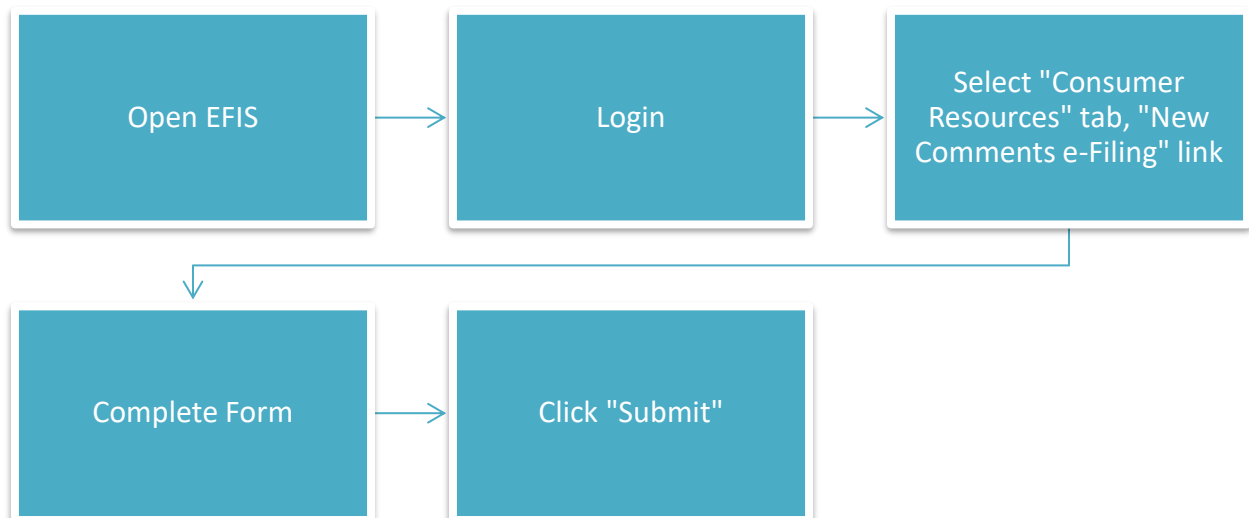 Open EFIS
Login
Select "Consumer
Resources" tab, "New
Comments e-Filing" link
Complete Form
Click "Submit"